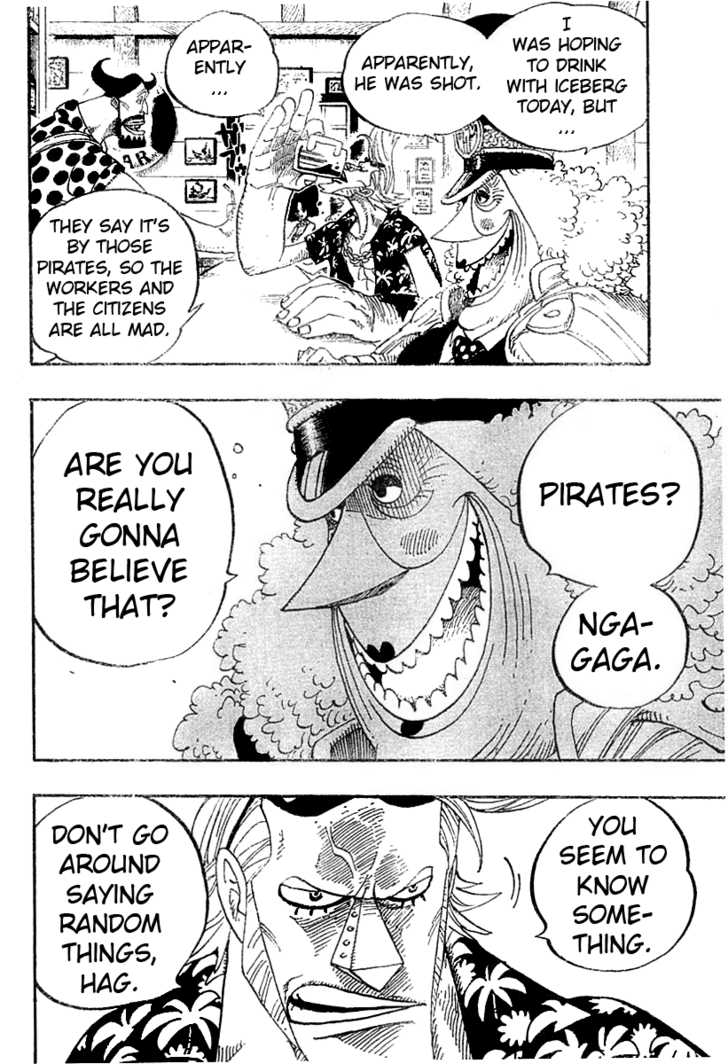 I
WAS HOPING
TO DRINK
WITH ICEBERG
TODAY, BUT
...
APPARENTLY,
HE WAS SHOT.
APPAR-
ENTLY
...
THEY SAY IT'S
BY THOSE
PIRATES, SO THE
WORKERS AND
THE CITIZENS
ARE ALL MAD.
PIRATES?
NGA-
GAGA.
ARE YOU
REALLY
GONNA
BELIEVE
THAT?
YOU
SEEM TO
KNOW
SOME-
THING.
DON'T GO
AROUND
SAYING
RANDOM
THINGS,
HAG.